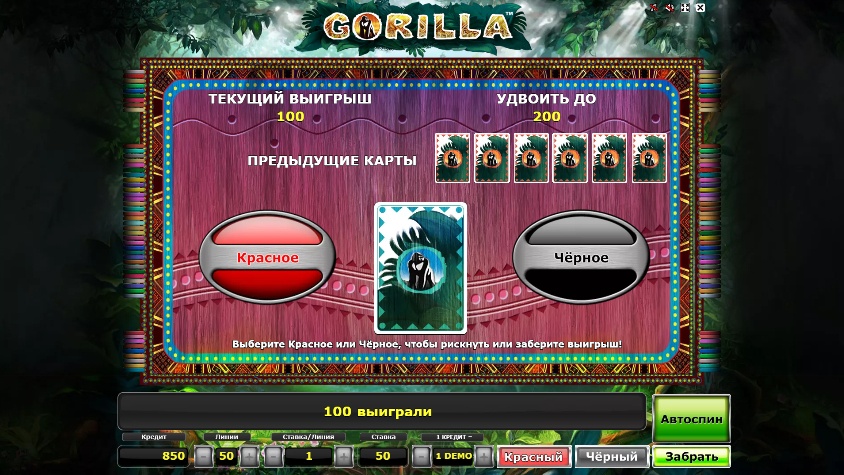 GORILLA™
ТЕКУЩИЙ ВЫИГРЫШ
100
УДВОИТЬ ДО
200
ПРЕДЫДУЩИЕ КАРТЫ
Красное
Чёрное
Выберите Красное или Чёрное, чтобы рискнуть или заберите выигрыш!
100 выиграли
Автоспин
Кредит Линии Ставка/Линия Ставка 1 КРЕДИТ =
850 50 1 50 1 DEMO Красный Чёрный Забрать